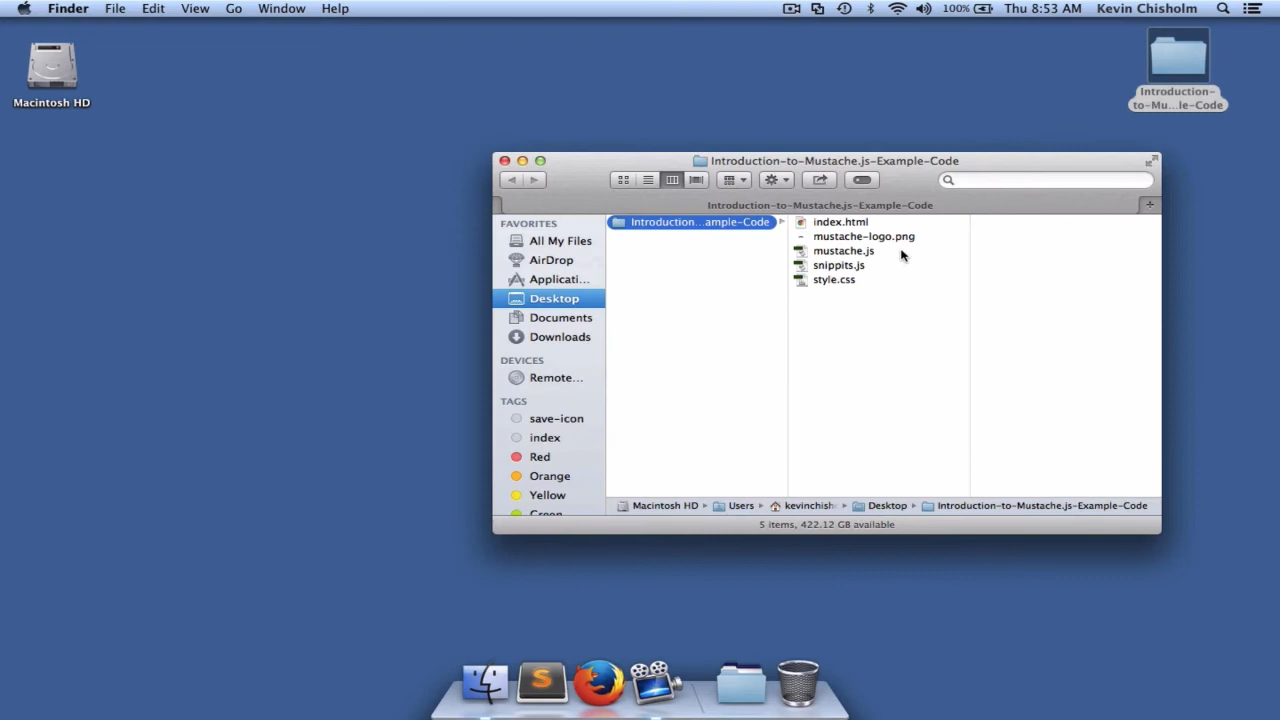 Finder File Edit View Go Window Help 100% Thu 8:53 AM Kevin Chisholm
Macintosh HD
Introduction-
to-Mu...le-Code
Introduction-to-Mustache.js-Example-Code
Introduction-to-Mustache.js-Example-Code
FAVORITES
All My Files
AirDrop
Applicati...
Desktop
Documents
Downloads
DEVICES
Remote...
TAGS
save-icon
index
Red
Orange
Yellow
Green
Introduction...ample-Code
index.html
mustache-logo.png
mustache.js
snippits.js
style.css
Macintosh HD Users kevinchish Desktop Introduction-to-Mustache.js-Example-Code
5 items, 422.12 GB available
S